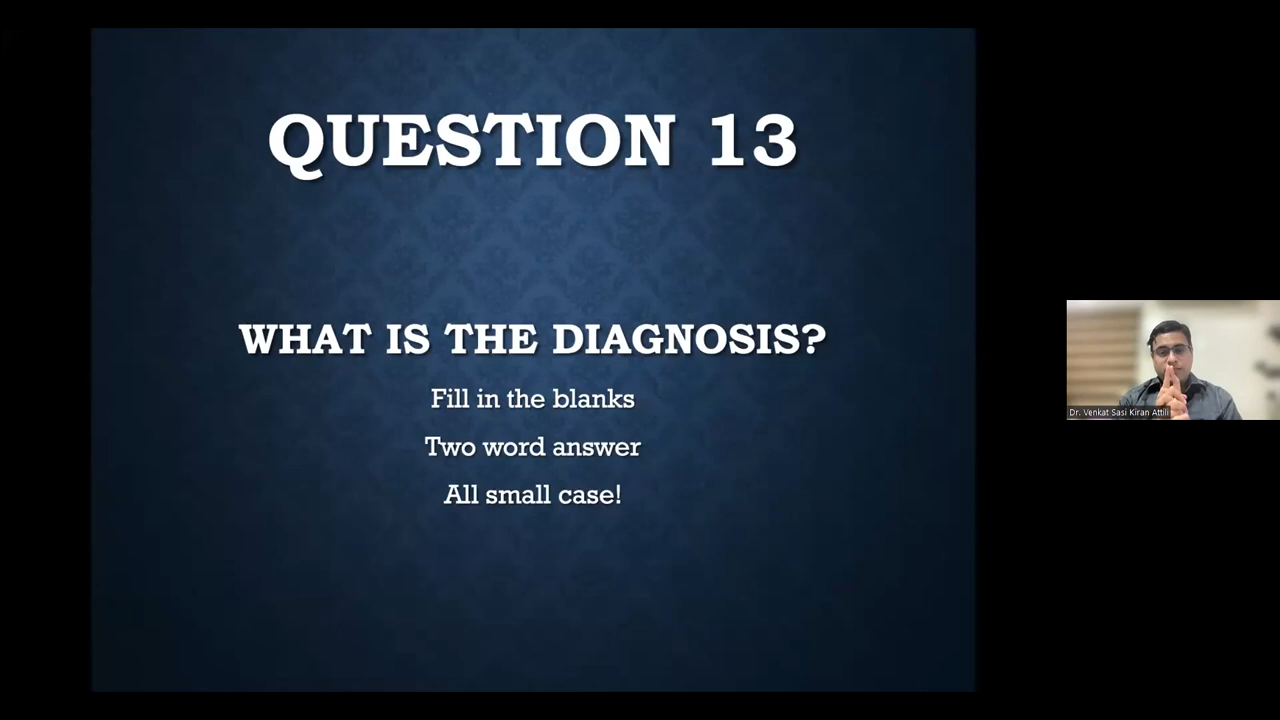 QUESTION 13
WHAT IS THE DIAGNOSIS?
Fill in the blanks
Two word answer
All small case!
Dr. Venkat Sasi Kiran Attili